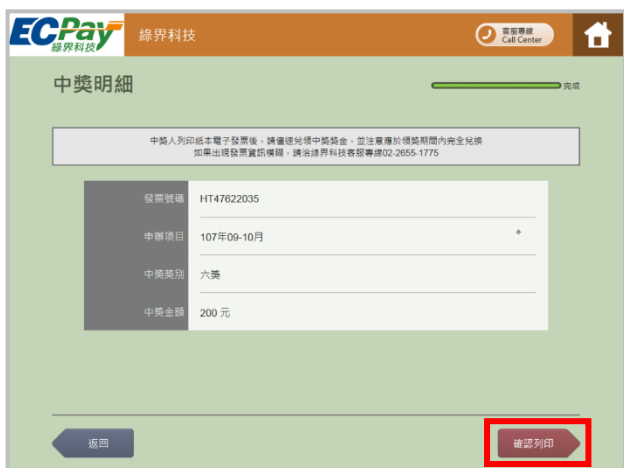 ECPay
綠界科技
綠界科技
客服專線
Call Center
中獎明細
完成
中獎人列印紙本電子發票後，請儘速兌領中獎獎金，並注意應於領獎期間內完全兌換
如果出現發票資訊模糊，請洽綠界科技客服專線02-2655-1775
發票號碼 HT47622035
申辦項目 107年09-10月
中獎獎別 六獎
中獎金額 200 元
返回
確認列印